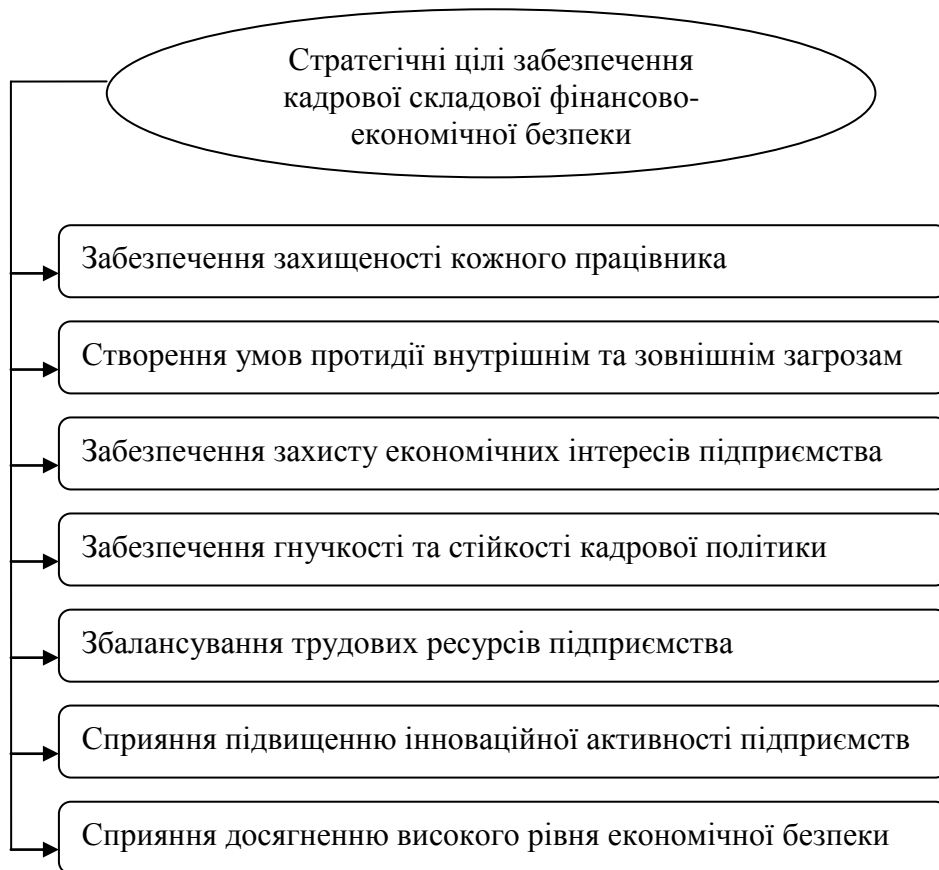 Стратегічні цілі забезпечення
кадрової складової фінансово-
економічної безпеки
Забезпечення захищеності кожного працівника
Створення умов протидії внутрішнім та зовнішнім загрозам
Забезпечення захисту економічних інтересів підприємства
Забезпечення гнучкості та стійкості кадрової політики
Збалансування трудових ресурсів підприємства
Сприяння підвищенню інноваційної активності підприємств
Сприяння досягненню високого рівня економічної безпеки